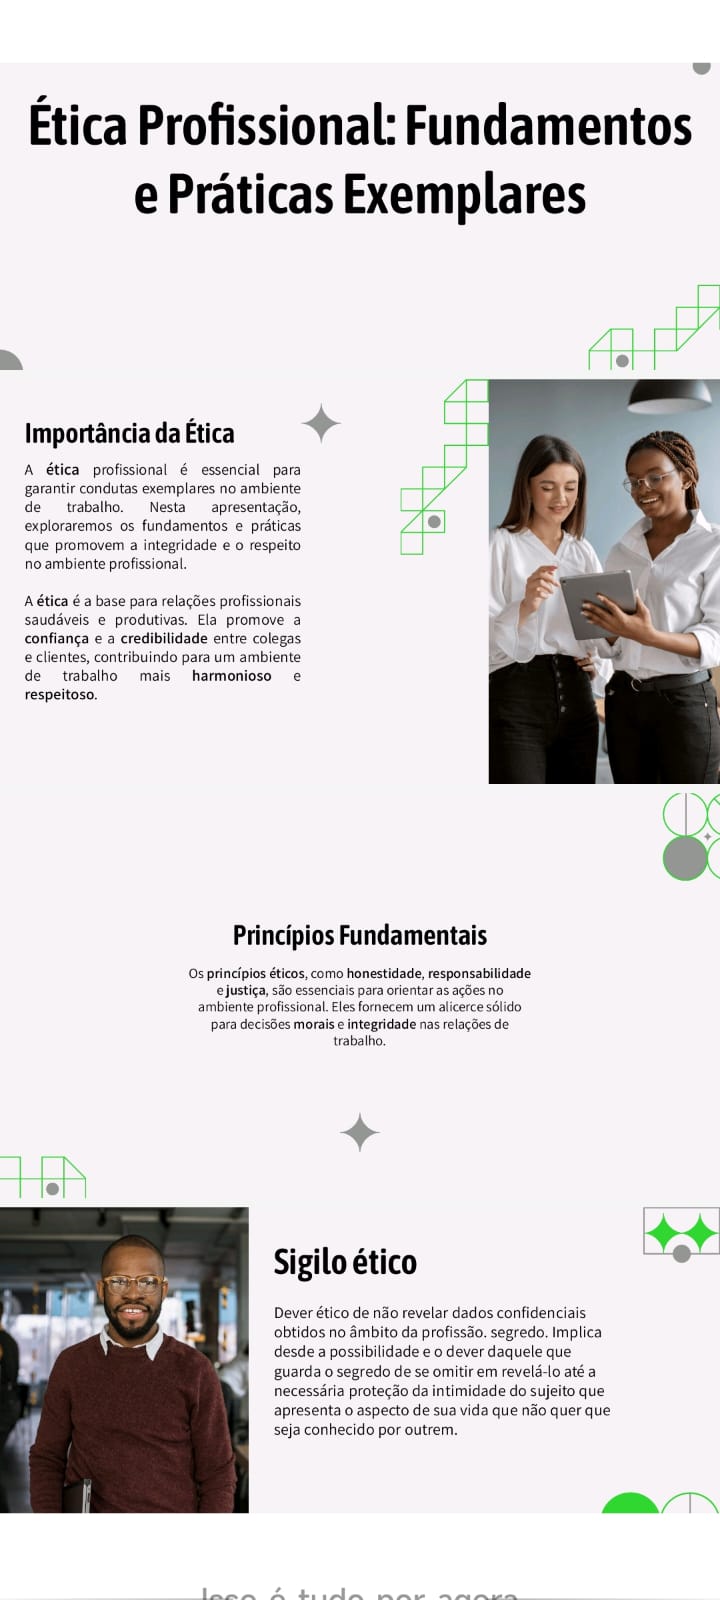 Ética Profissional: Fundamentos
e Práticas Exemplares
Importância da Ética
A ética profissional é essencial para
garantir condutas exemplares no ambiente
de trabalho. Nesta apresentação,
exploraremos os fundamentos e práticas
que promovem a integridade e o respeito
no ambiente profissional.
A ética é a base para relações profissionais
saudáveis e produtivas. Ela promove a
confiança e a credibilidade entre colegas
e clientes, contribuindo para um ambiente
de trabalho mais harmonioso e
respeitoso.
Princípios Fundamentais
Os princípios éticos, como honestidade, responsabilidade
e justiça, são essenciais para orientar as ações no
ambiente profissional. Eles fornecem um alicerce sólido
para decisões morais e integridade nas relações de
trabalho.
Sigilo ético
Dever ético de não revelar dados confidenciais
obtidos no âmbito da profissão. segredo. Implica
desde a possibilidade e o dever daquele que
guarda o segredo de se omitir em revelá-lo até a
necessária proteção da intimidade do sujeito que
apresenta o aspecto de sua vida que não quer que
seja conhecido por outrem.
Isso é tudo por agora